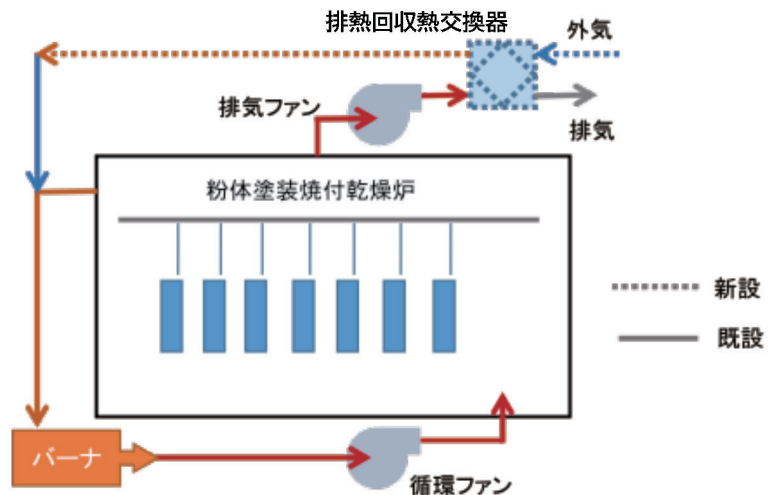 排熱回収熱交換器
外気
排気ファン
排気
粉体塗装焼付乾燥炉
新設
既設
バーナ
循環ファン